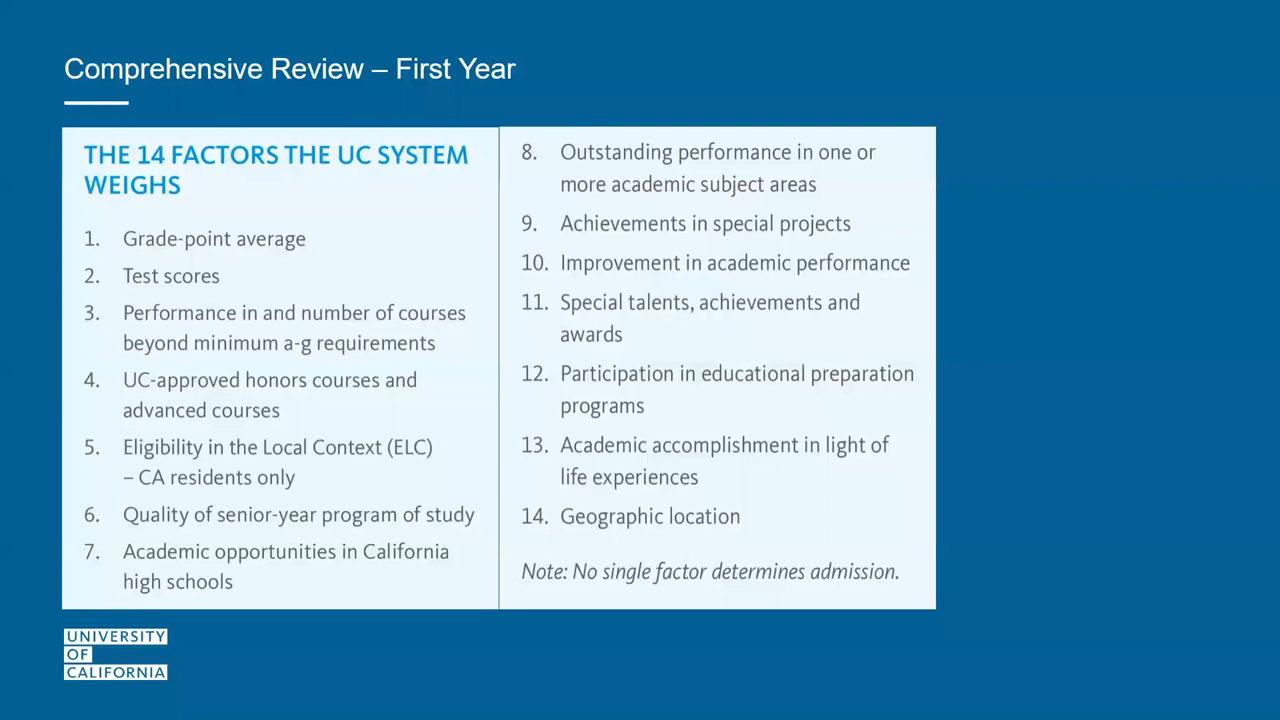 Comprehensive Review – First Year
THE 14 FACTORS THE UC SYSTEM
WEIGHS
1. Grade-point average
2. Test scores
3. Performance in and number of courses
beyond minimum a-g requirements
4. UC-approved honors courses and
advanced courses
5. Eligibility in the Local Context (ELC)
– CA residents only
6. Quality of senior-year program of study
7. Academic opportunities in California
high schools
8. Outstanding performance in one or
more academic subject areas
9. Achievements in special projects
10. Improvement in academic performance
11. Special talents, achievements and
awards
12. Participation in educational preparation
programs
13. Academic accomplishment in light of
life experiences
14. Geographic location
Note: No single factor determines admission.
UNIVERSITY
OF
CALIFORNIA